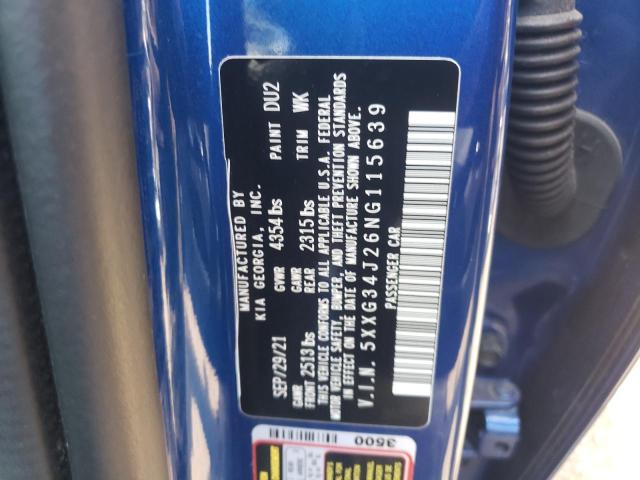 MANUFACTURED BY
KIA GEORGIA, INC.
PAINT DU2
SEP/29/21 GVWR 4354 lbs
TRIM WK
GAWR FRONT 2513 lbs GAWR REAR 2315 lbs
THIS VEHICLE CONFORMS TO ALL APPLICABLE U.S.A. FEDERAL
MOTOR VEHICLE SAFETY, BUMPER, AND THEFT PREVENTION STANDARDS
IN EFFECT ON THE DATE OF MANUFACTURE SHOWN ABOVE.
V.I.N. 5XXG34J26NG115639
PASSENGER CAR
3500